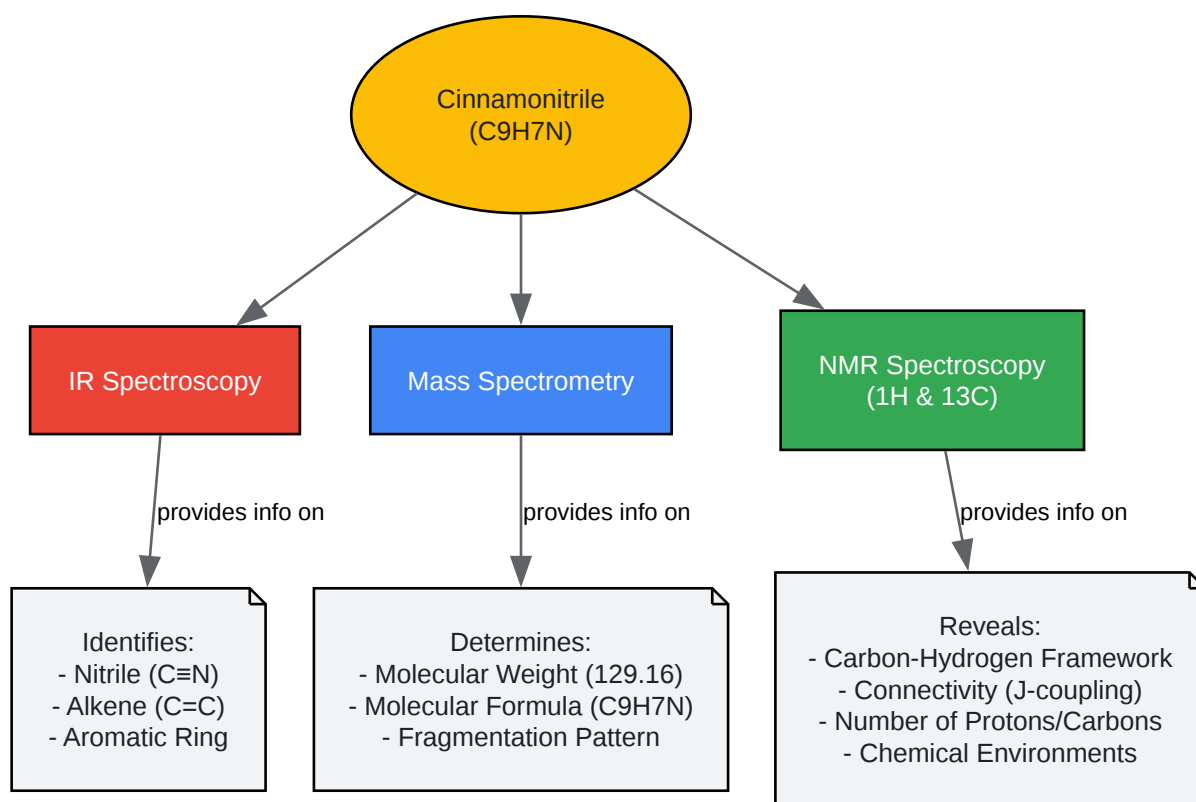 Cinnamonitrile
(C9H7N)
IR Spectroscopy
Mass Spectrometry
NMR Spectroscopy
(1H & 13C)
provides info on
provides info on
provides info on
Identifies:
- Nitrile (C≡N)
- Alkene (C=C)
- Aromatic Ring
Determines:
- Molecular Weight (129.16)
- Molecular Formula (C9H7N)
- Fragmentation Pattern
Reveals:
- Carbon-Hydrogen Framework
- Connectivity (J-coupling)
- Number of Protons/Carbons
- Chemical Environments